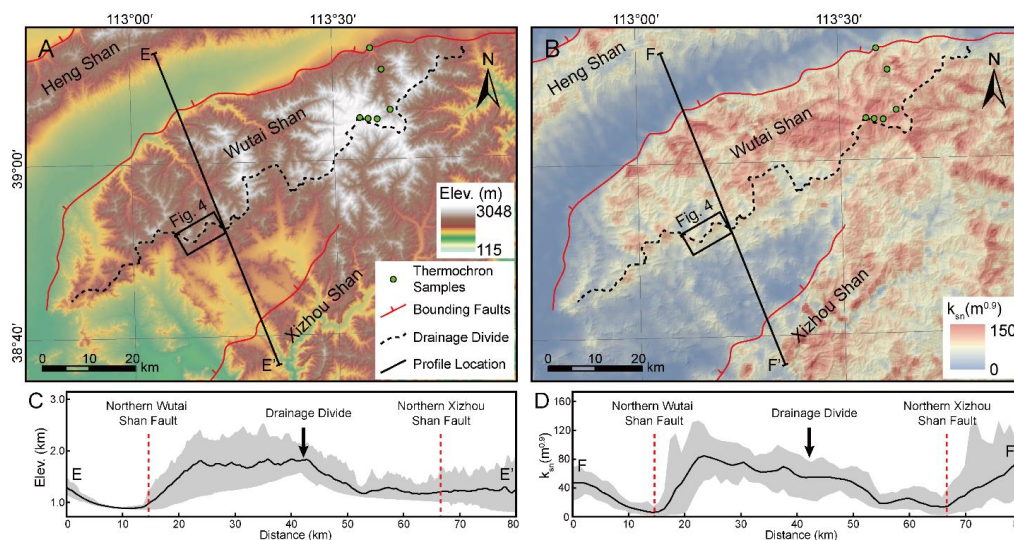 113°00'
113°30'
A
E
Heng Shan
N
Wutai Shan
39°00'
Fig. 4
Elev. (m)
3048
115
Thermochron
Samples
Bounding Faults
Drainage Divide
Profile Location
Xizhou Shan
38°40'
0 10 20
km
E'
113°00'
113°30'
B
F
Heng Shan
N
Wutai Shan
39°00'
Fig. 4
Xizhou Shan
ksn(m0.9)
150
0
0 10 20
km
F'
C
Northern Wutai
Shan Fault
Drainage Divide
Northern Xizhou
Shan Fault
3.0
2.0
1.0
Elev. (km)
E
E'
0 10 20 30 40 50 60 70 80
Distance (km)
D
Northern Wutai
Shan Fault
Drainage Divide
Northern Xizhou
Shan Fault
160
120
80
40
0
ksn(m0.9)
F
F
0 10 20 30 40 50 60 70 80
Distance (km)